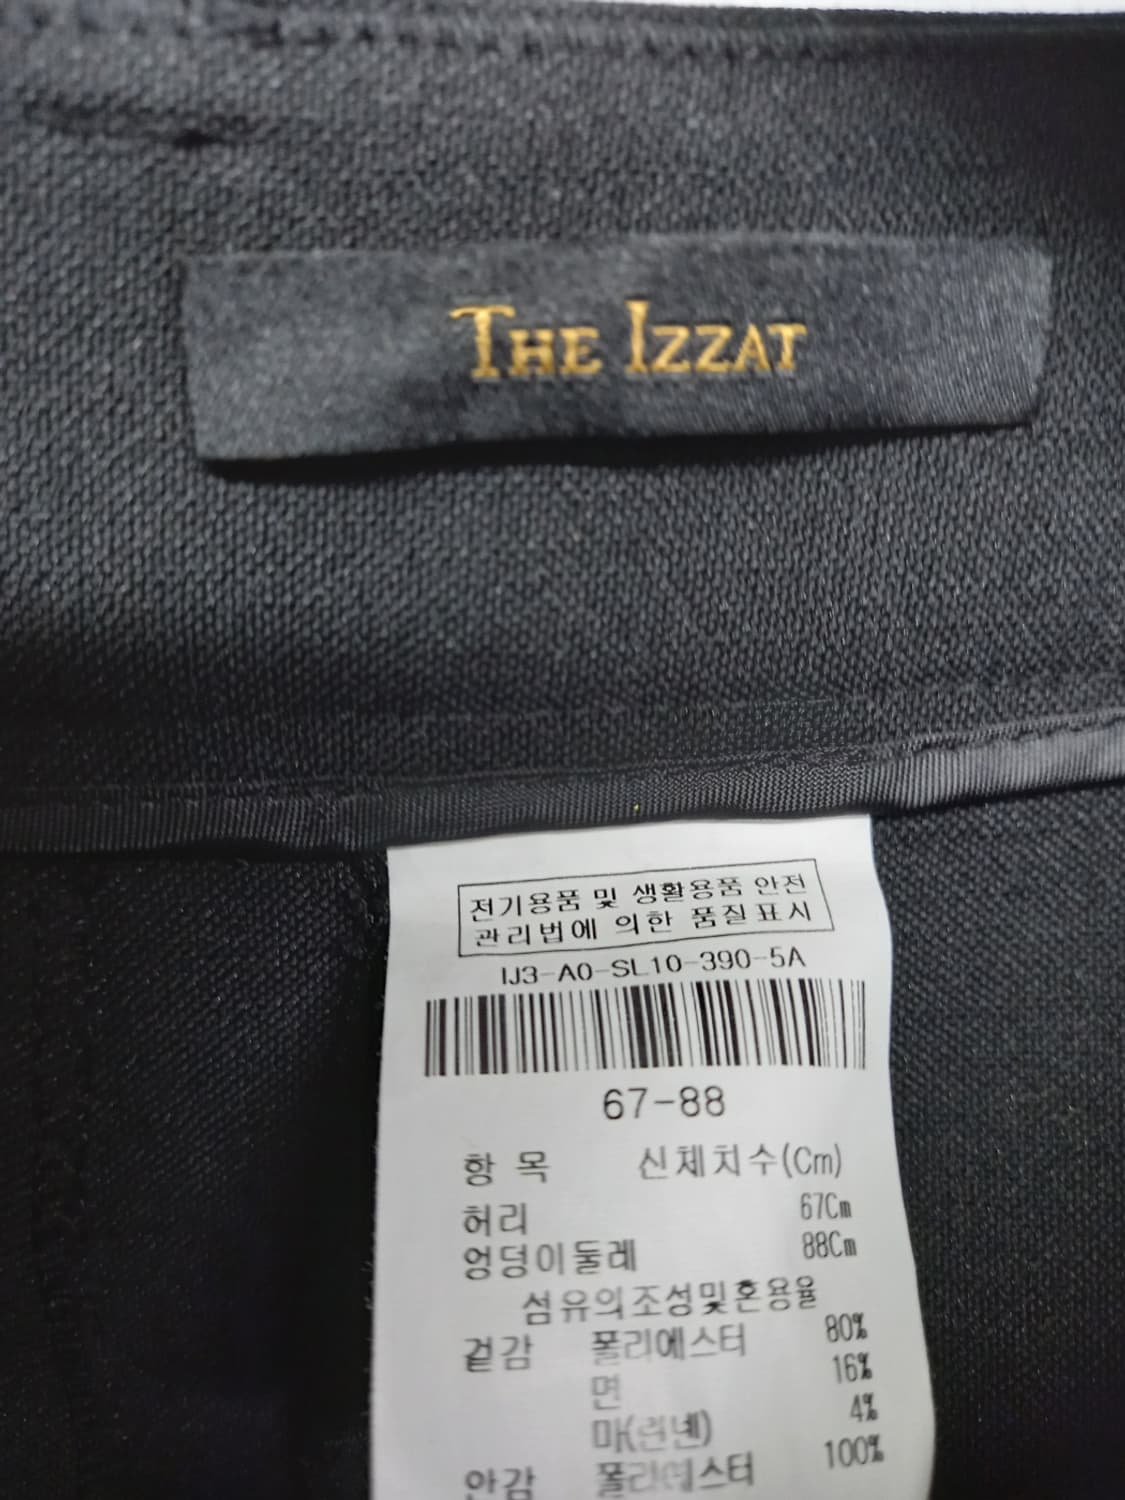 THE IZZAT
전기용품 및 생활용품 안전
관리법에 의한 품질표시
IJ3-A0-SL10-390-5A
67-88
항 목 신체치수(Cm)
허리 67Cm
엉덩이둘레 88Cm
섬유의조성및혼용율
겉감 폴리에스터 80%
면 16%
마(린넨) 4%
안감 폴리에스터 100%